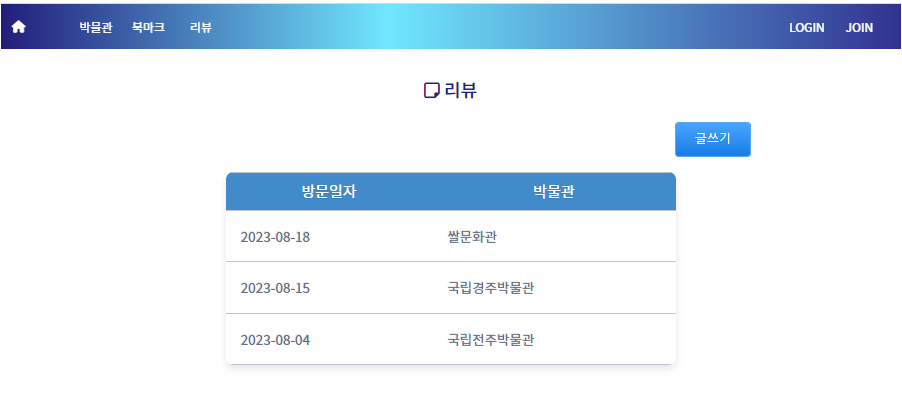 박물관 북마크 리뷰 LOGIN JOIN
리뷰
글쓰기
방문일자 박물관
2023-08-18 쌀문화관
2023-08-15 국립경주박물관
2023-08-04 국립전주박물관